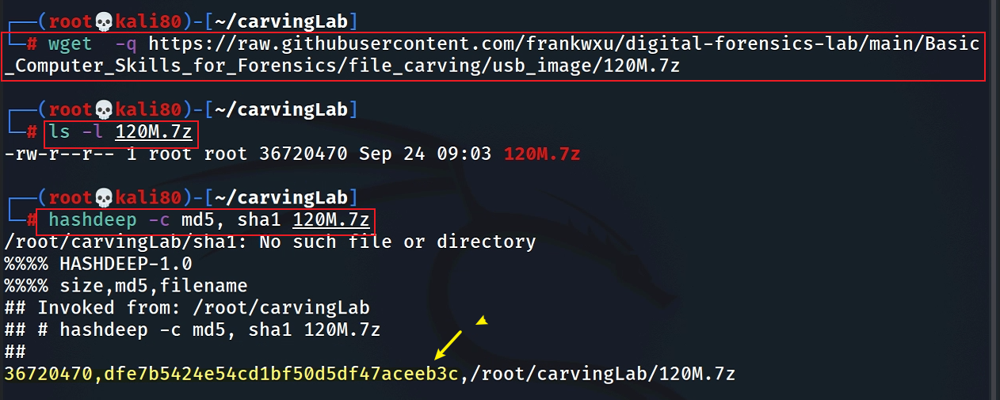 (root💀kali80)-[~/carvingLab]
# wget -q https://raw.githubusercontent.com/frankwxu/digital-forensics-lab/main/Basic
_Computer_Skills_for_Forensics/file_carving/usb_image/120M.7z
(root💀kali80)-[~/carvingLab]
# ls -l 120M.7z
-rw-r--r-- 1 root root 36720470 Sep 24 09:03 120M.7z
(root💀kali80)-[~/carvingLab]
# hashdeep -c md5, sha1 120M.7z
/root/carvingLab/sha1: No such file or directory
%%%% HASHDEEP-1.0
%%%% size,md5,filename
## Invoked from: /root/carvingLab
## # hashdeep -c md5, sha1 120M.7z
##
36720470,dfe7b5424e54cd1bf50d5df47aceeb3c,/root/carvingLab/120M.7z